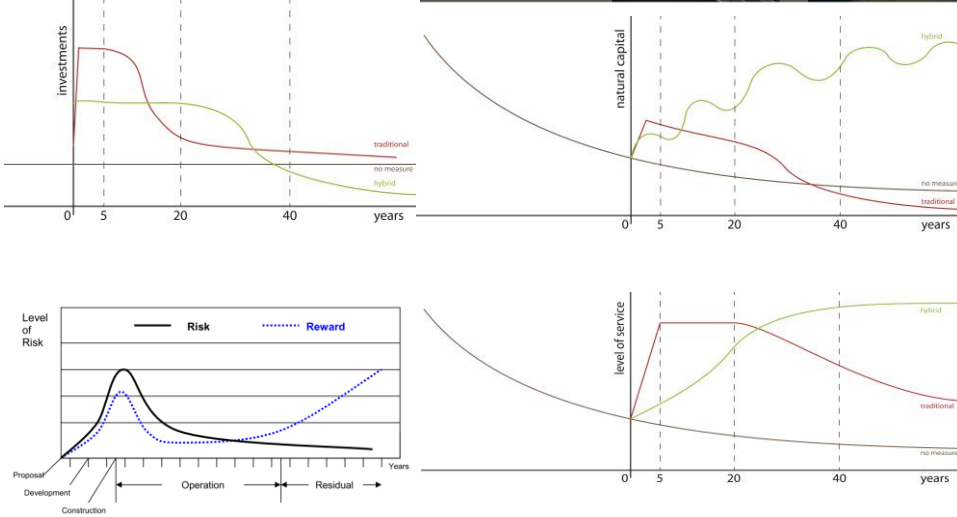 investments
traditional
no measure
hybrid
0 5 20 40 years
natural capital
hybrid
no measu
traditional
0 5 20 40 years
Level
of
Risk
Risk
Reward
Years
Proposal
Development
Construction
Operation
Residual
level of service
hybrid
traditional
no measu
0 5 20 40 years